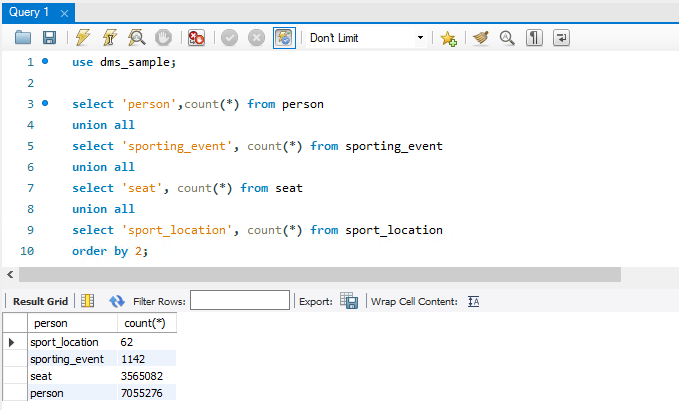 Query 1
Don't Limit
1 use dms_sample;
2
3 select 'person',count(*) from person
4 union all
5 select 'sporting_event', count(*) from sporting_event
6 union all
7 select 'seat', count(*) from seat
8 union all
9 select 'sport_location', count(*) from sport_location
10 order by 2;
Result Grid Filter Rows: Export: Wrap Cell Content:
person count(*)
sport_location 62
sporting_event 1142
seat 3565082
person 7055276